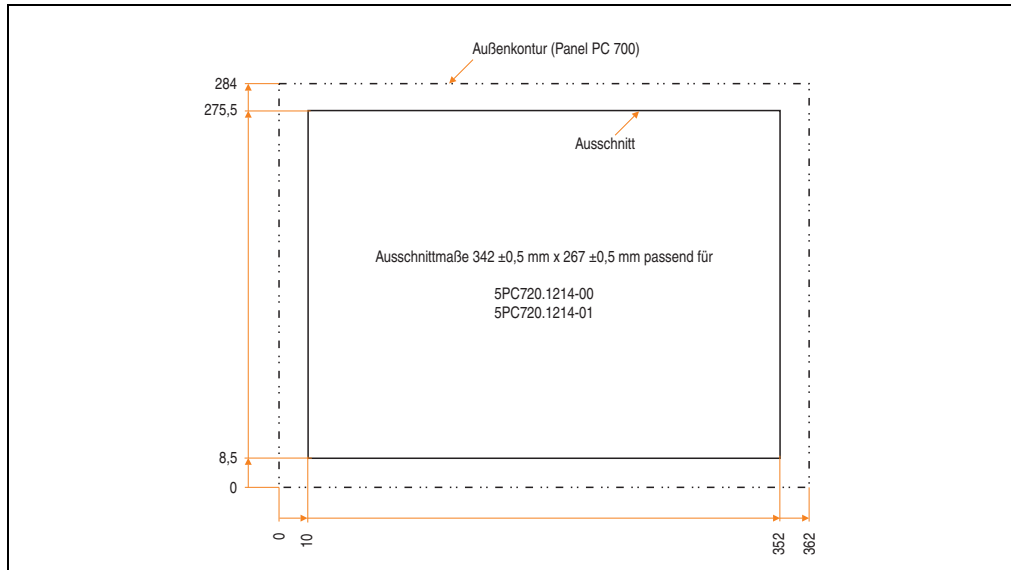 Außenkontur (Panel PC 700)
284
275,5
Ausschnitt
Ausschnittmaße 342 ±0,5 mm x 267 ±0,5 mm passend für
5PC720.1214-00
5PC720.1214-01
8,5
0
0
10
352
362